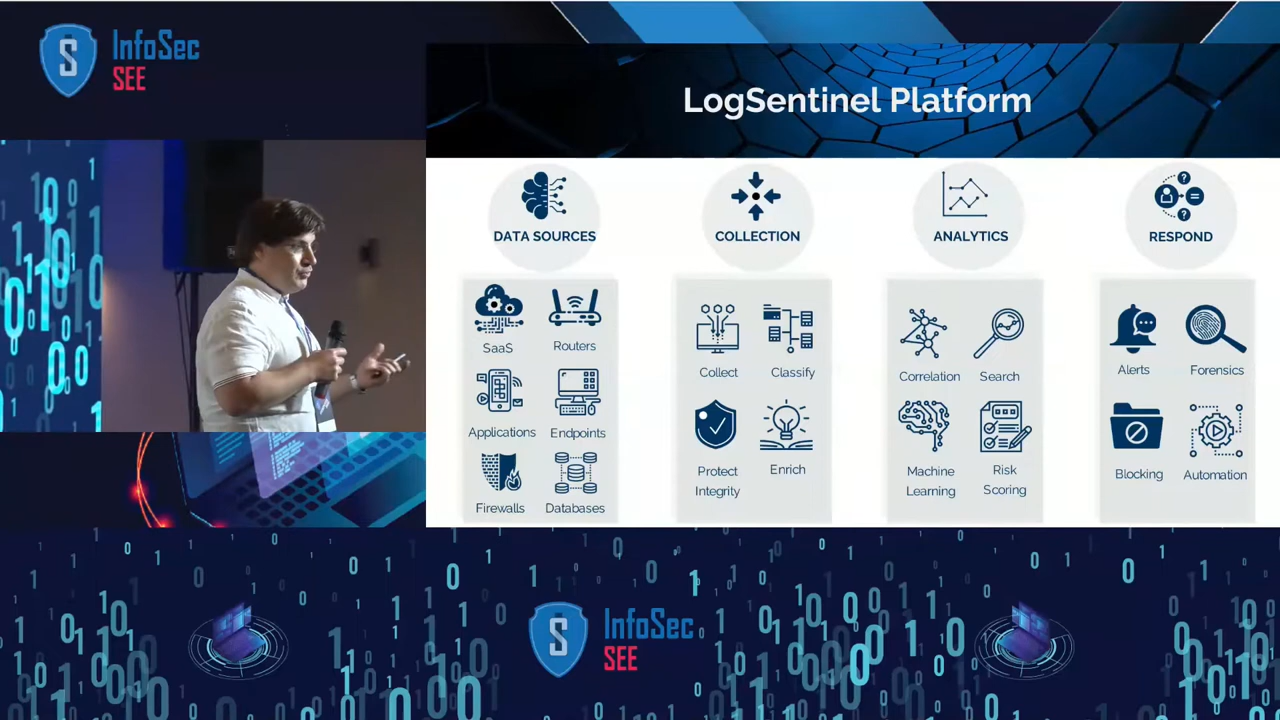 InfoSec
SEE
LogSentinel Platform
DATA SOURCES
COLLECTION
ANALYTICS
RESPOND
SaaS
Routers
Applications
Endpoints
Firewalls
Databases
Collect
Classify
Protect
Integrity
Enrich
Correlation
Search
Machine
Learning
Risk
Scoring
Alerts
Forensics
Blocking
Automation
InfoSec
SEE